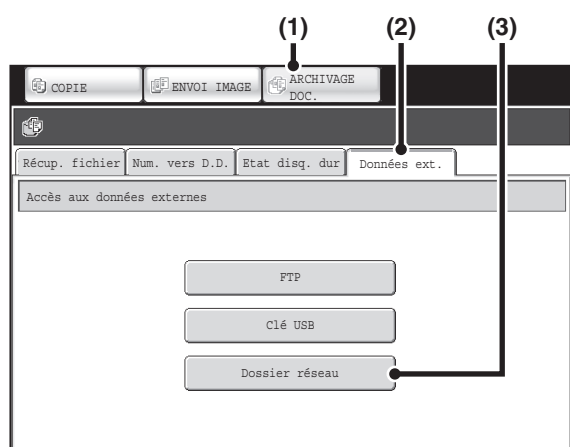 (1) (2) (3)
COPIE ENVOI IMAGE ARCHIVAGE
DOC.
Récup. fichier Num. vers D.D. Etat disq. dur Données ext.
Accès aux données externes
FTP
Clé USB
Dossier réseau